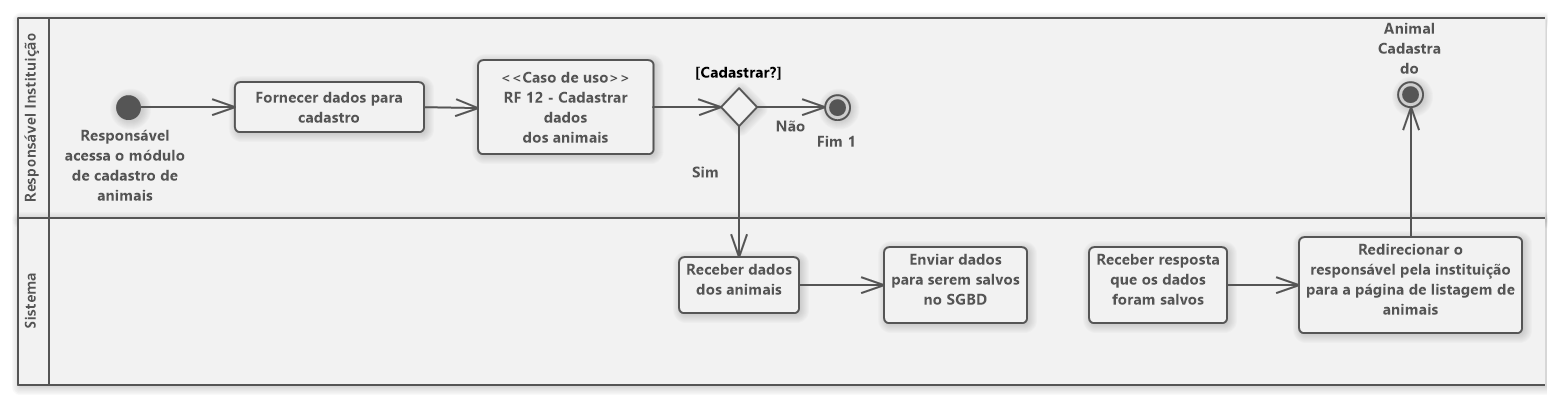 Responsável Instituição
Responsável
acessa o módulo
de cadastro de
animais
Fornecer dados para
cadastro
<<Caso de uso>>
RF 12 - Cadastrar
dados
dos animais
[Cadastrar?]
Não
Fim 1
Sim
Animal
Cadastra
do
Sistema
Receber dados
dos animais
Enviar dados
para serem salvos
no SGBD
Receber resposta
que os dados
foram salvos
Redirecionar o
responsável pela instituição
para a página de listagem de
animais